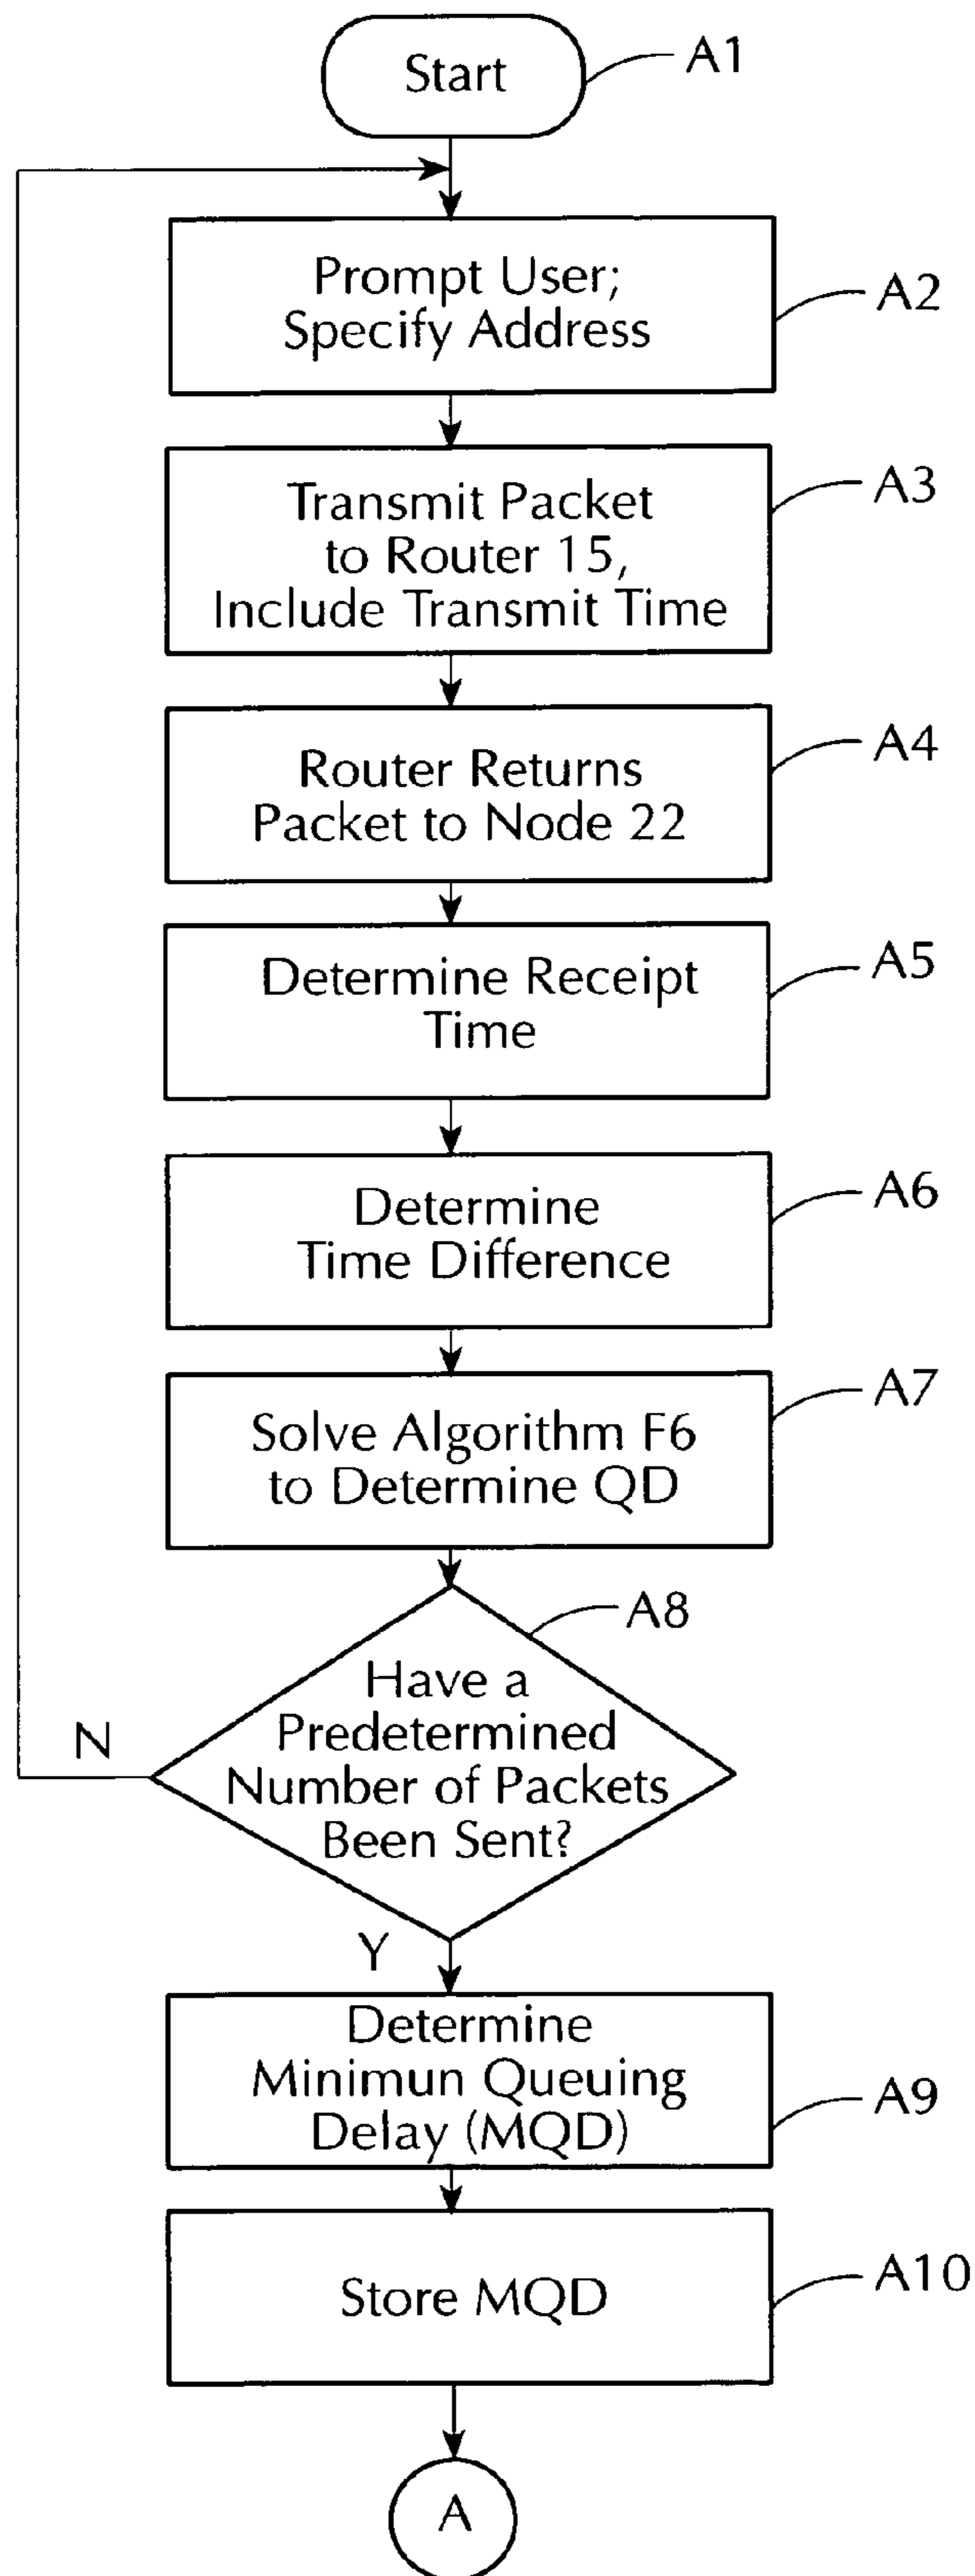 Start
A1
Prompt User;
Specify Address
A2
Transmit Packet
to Router 15,
Include Transmit Time
A3
Router Returns
Packet to Node 22
A4
Determine Receipt
Time
A5
Determine
Time Difference
A6
Solve Algorithm F6
to Determine QD
A7
A8
Have a
Predetermined
Number of Packets
Been Sent?
N
Y
Determine
Minimun Queuing
Delay (MQD)
A9
Store MQD
A10
A